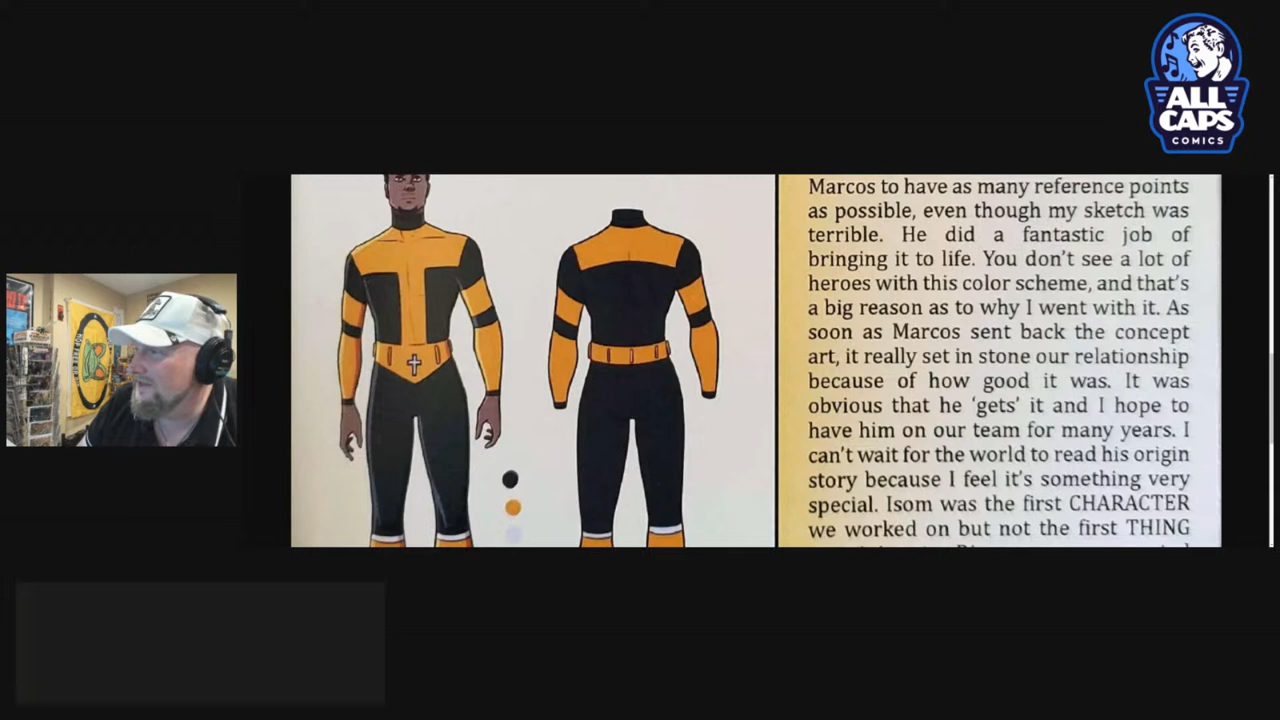 ALL
CAPS
COMICS
Marcos to have as many reference points
as possible, even though my sketch was
terrible. He did a fantastic job of
bringing it to life. You don't see a lot of
heroes with this color scheme, and that's
a big reason as to why I went with it. As
soon as Marcos sent back the concept
art, it really set in stone our relationship
because of how good it was. It was
obvious that he 'gets' it and I hope to
have him on our team for many years. I
can't wait for the world to read his origin
story because I feel it's something very
special. Isom was the first CHARACTER
we worked on but not the first THING